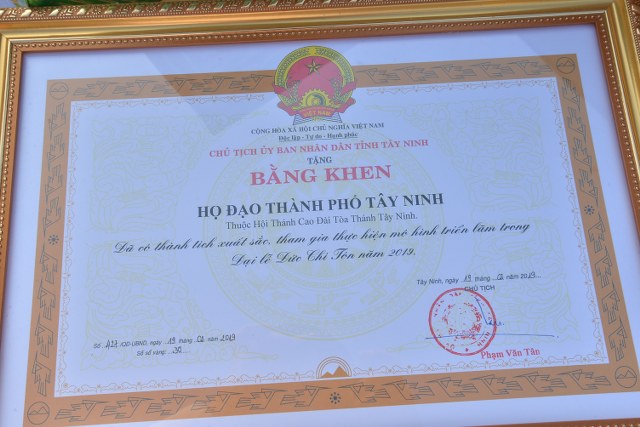 VIỆT NAM
CỘNG HÒA XÃ HỘI CHỦ NGHĨA VIỆT NAM
Độc lập - Tự do - Hạnh phúc
CHỦ TỊCH ỦY BAN NHÂN DÂN TỈNH TÂY NINH
TẶNG
BẰNG KHEN
HỌ ĐẠO THÀNH PHỐ TÂY NINH
Thuộc Hội Thánh Cao Đài Tòa Thánh Tây Ninh.
Đã có thành tích xuất sắc, tham gia thực hiện mô hình triển lãm trong
Đại lễ Đức Chí Tôn năm 2019.
Tây Ninh, ngày 19 tháng 02 năm 2019
CHỦ TỊCH
Số 427 /QĐ-UBND, ngày 19 tháng 02 năm 2019
Sổ số vàng: 30
Phạm Văn Tân